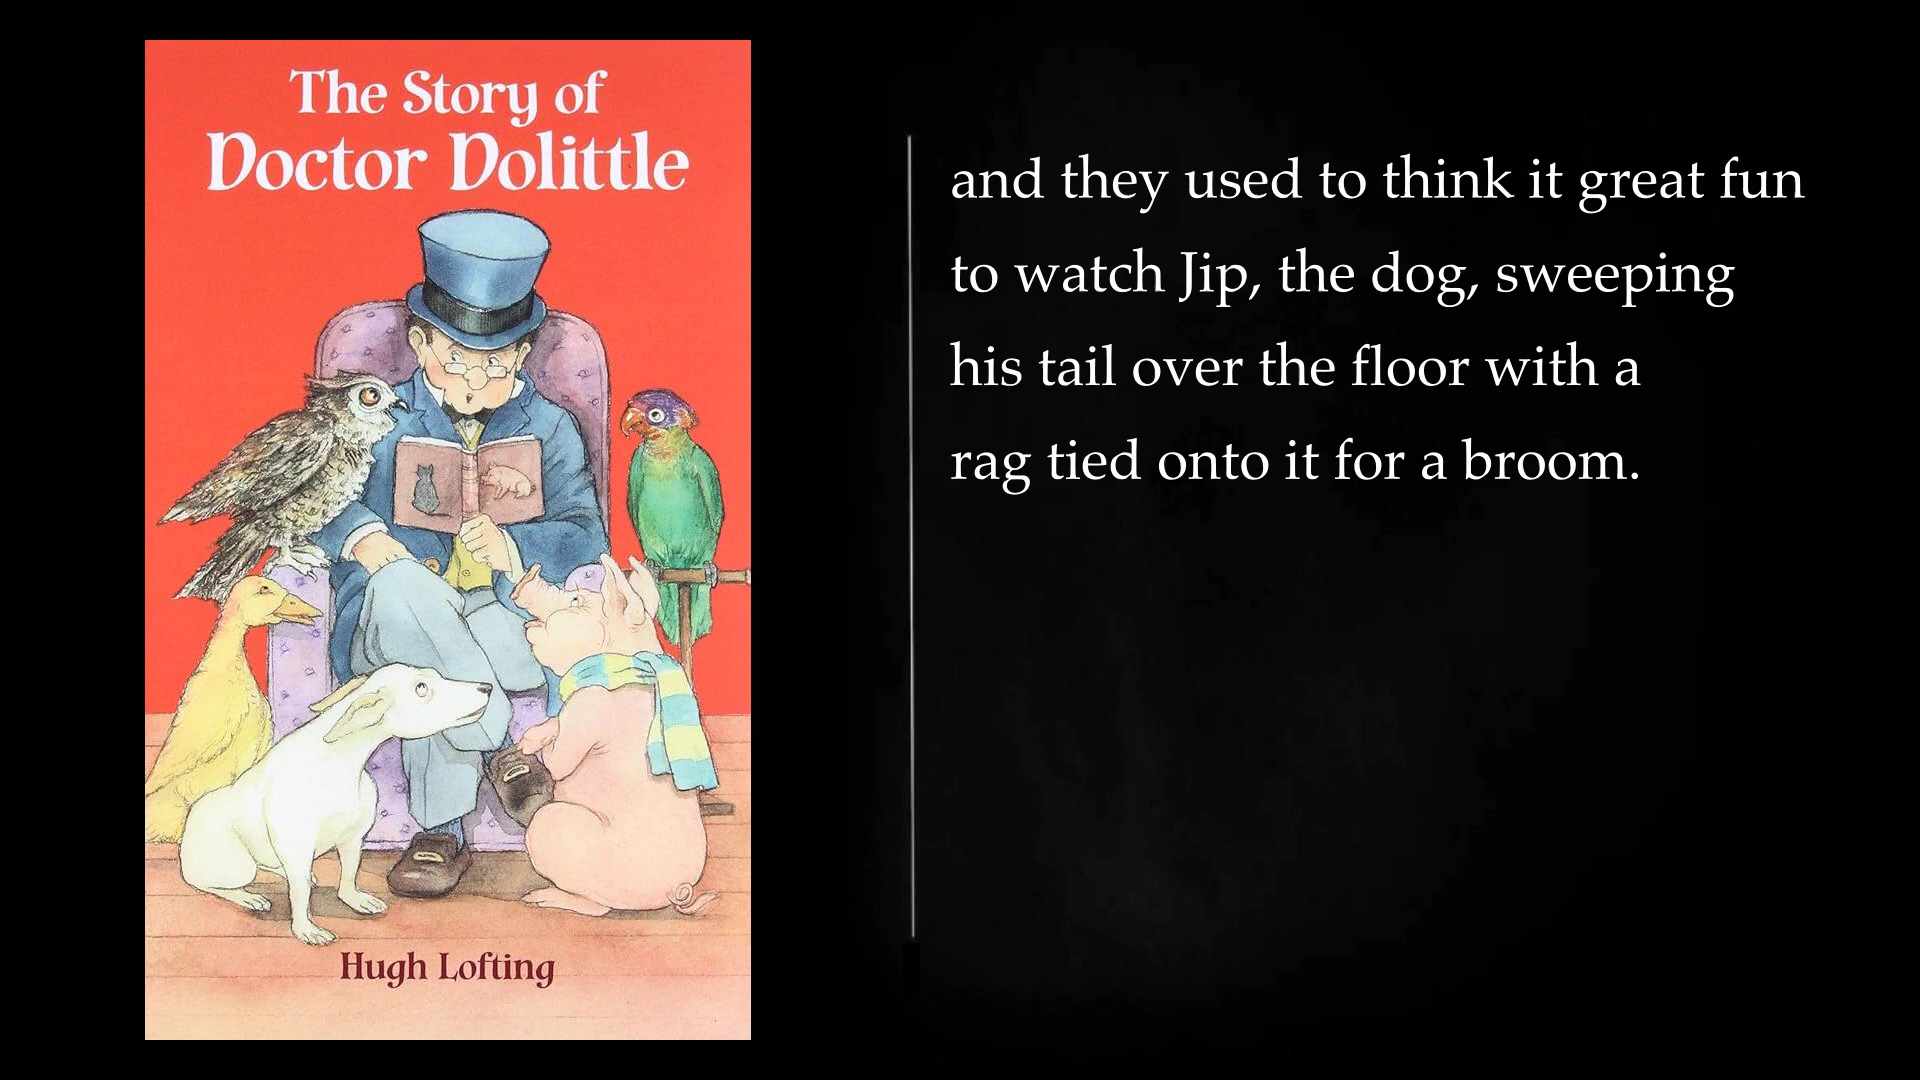 The Story of
Doctor Dolittle
Hugh Lofting
and they used to think it great fun
to watch Jip, the dog, sweeping
his tail over the floor with a
rag tied onto it for a broom.